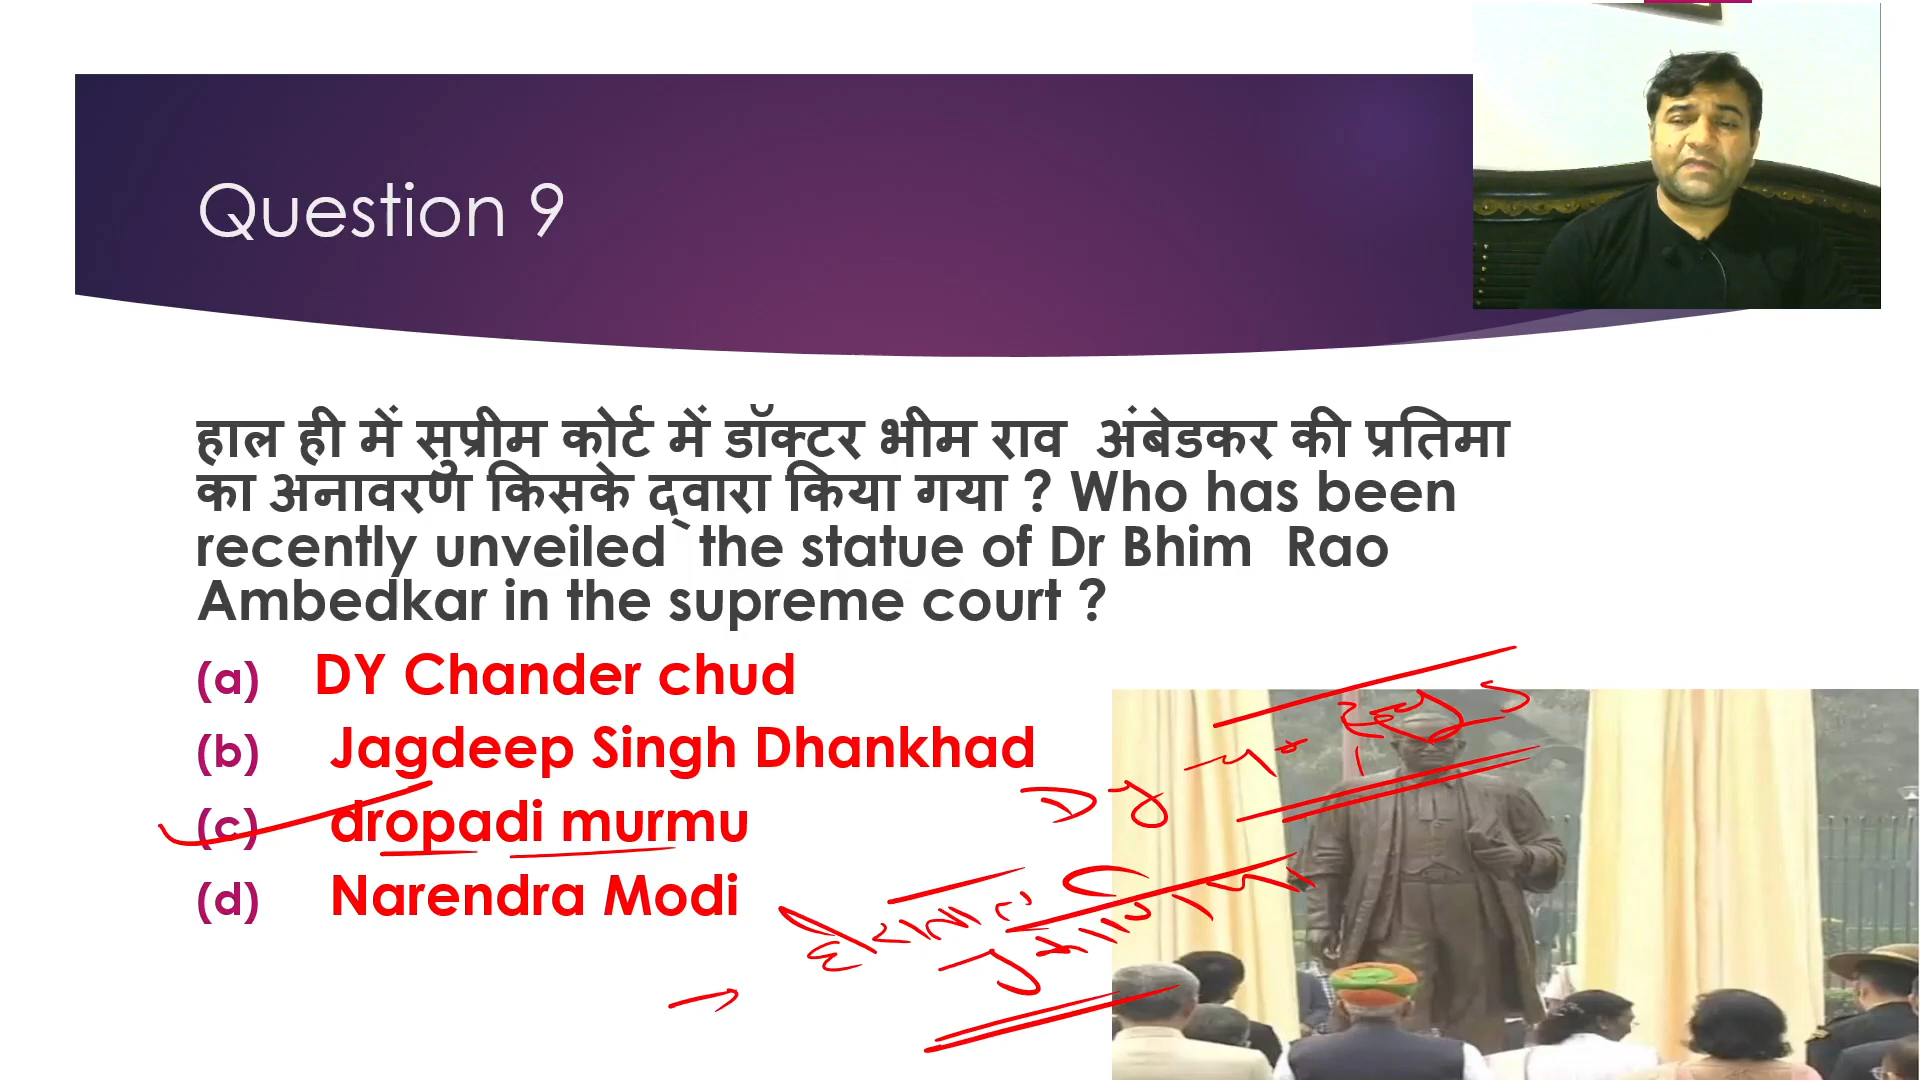 Question 9
हाल ही में सुप्रीम कोर्ट में डॉक्टर भीम राव अंबेडकर की प्रतिमा
का अनावरण किसके द्वारा किया गया ? Who has been
recently unveiled the statue of Dr Bhim Rao
Ambedkar in the supreme court ?
(a) DY Chander chud
(b) Jagdeep Singh Dhankhad
(c) dropadi murmu
(d) Narendra Modi